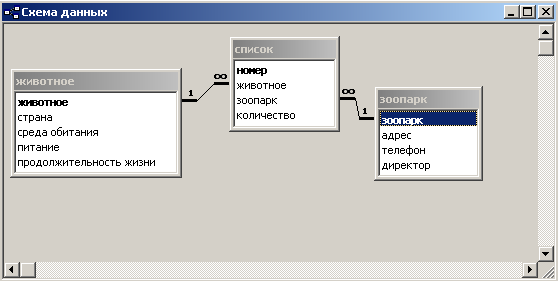 Схема данных
животное
животное
страна
среда обитания
питание
продолжительность жизни
1
∞
список
номер
животное
зоопарк
количество
∞
1
зоопарк
зоопарк
адрес
телефон
директор